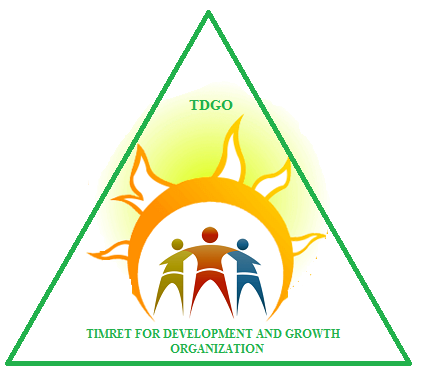 TDGO
TIMRET FOR DEVELOPMENT AND GROWTH
ORGANIZATION